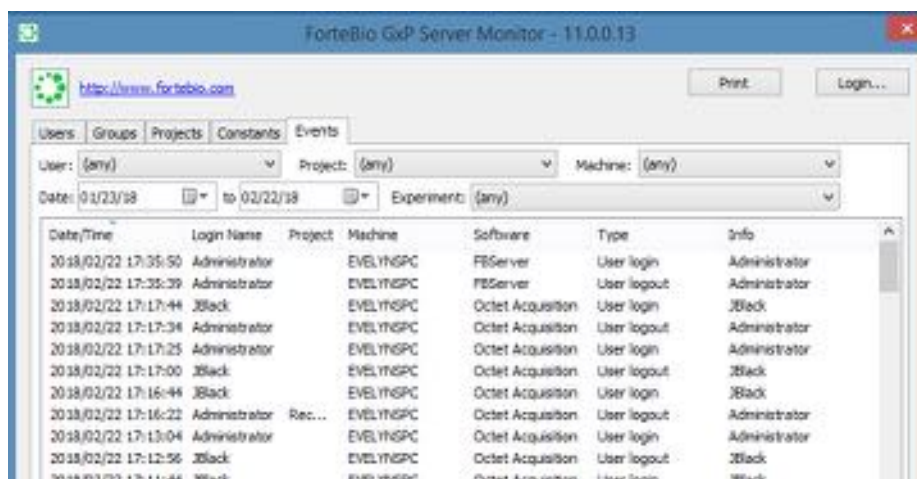 ForteBio GxP Server Monitor - 11.0.0.13
http://www.fortebio.com Print Login...
Users Groups Projects Constants Events
User: (any) Project: (any) Machine: (any)
Date: 01/23/18 to 02/22/18 Experiment: (any)
Date/Time Login Name Project Machine Software Type Info
2018/02/22 17:35:50 Administrator EVELYNSPC FBServer User login Administrator
2018/02/22 17:35:39 Administrator EVELYNSPC FBServer User logout Administrator
2018/02/22 17:17:44 JBlack EVELYNSPC Octet Acquisition User login JBlack
2018/02/22 17:17:34 Administrator EVELYNSPC Octet Acquisition User logout Administrator
2018/02/22 17:17:25 Administrator EVELYNSPC Octet Acquisition User login Administrator
2018/02/22 17:17:00 JBlack EVELYNSPC Octet Acquisition User logout JBlack
2018/02/22 17:16:44 JBlack EVELYNSPC Octet Acquisition User login JBlack
2018/02/22 17:16:22 Administrator Rec... EVELYNSPC Octet Acquisition User logout Administrator
2018/02/22 17:13:04 Administrator EVELYNSPC Octet Acquisition User login Administrator
2018/02/22 17:12:56 JBlack EVELYNSPC Octet Acquisition User logout JBlack